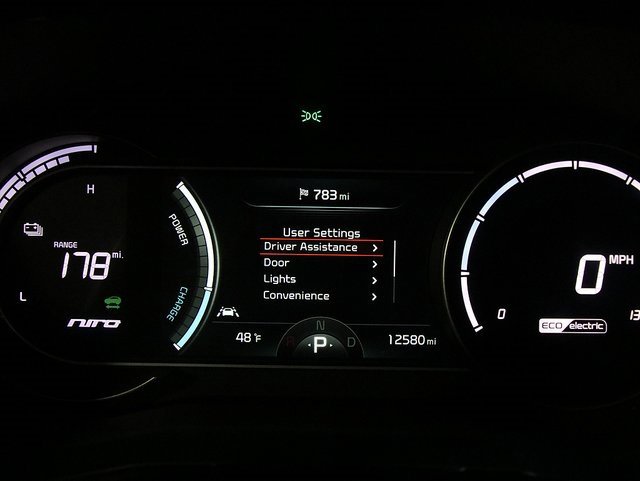 783 mi
H
User Settings
POWER
Driver Assistance >
RANGE
178 mi.
Door >
0 MPH
Lights >
L
CHARGE
Convenience >
0
13
NIRO
ECO electric
48°F
R N D
P
12580 mi